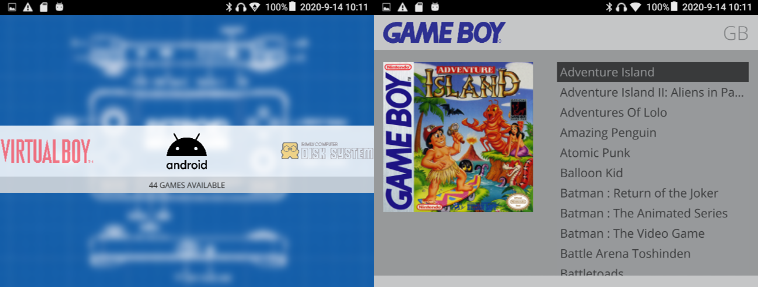 100% 2020-9-14 10:11
VIRTUAL BOY
android
FAMILY COMPUTER
DISK SYSTEM
44 GAMES AVAILABLE
100% 2020-9-14 10:11
GAME BOY
GB
Nintendo
ADVENTURE
ISLAND
GAME BOY
Nintendo
Adventure Island
Adventure Island II: Aliens in Pa...
Adventures Of Lolo
Amazing Penguin
Atomic Punk
Balloon Kid
Batman : Return of the Joker
Batman : The Animated Series
Batman : The Video Game
Battle Arena Toshinden
Battletoads